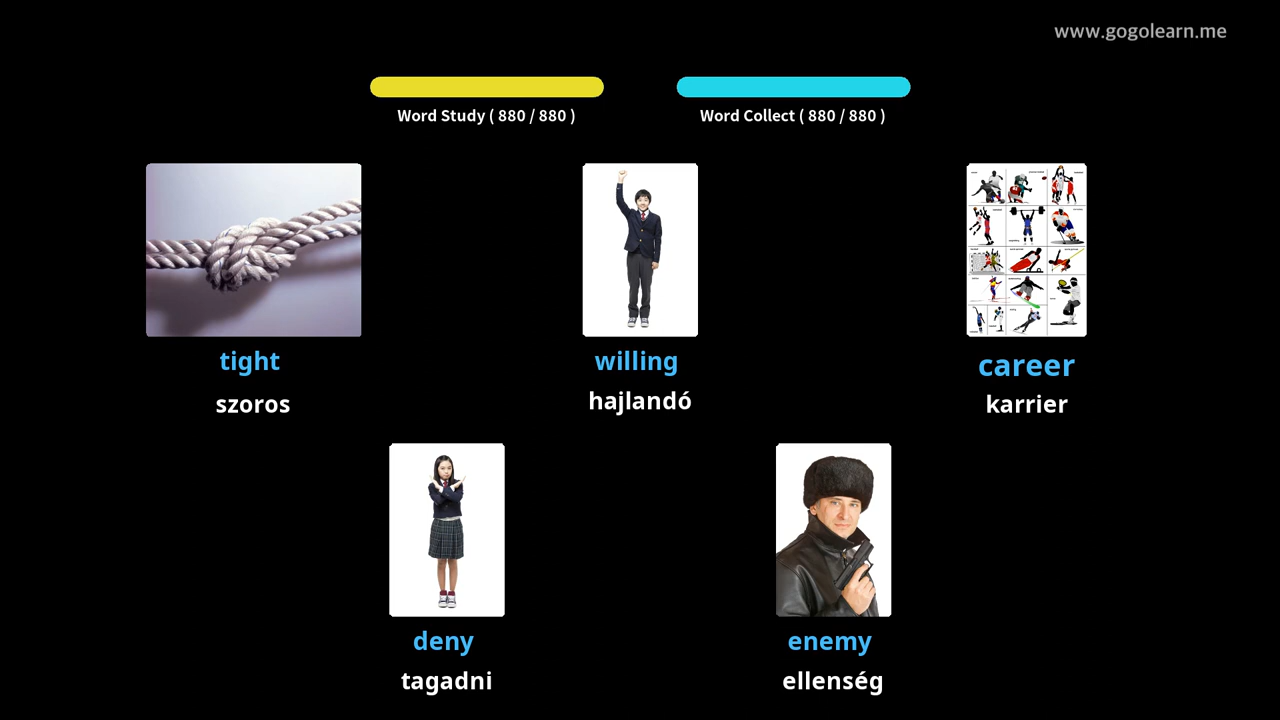 www.gogolearn.me
Word Study ( 880 / 880 )
Word Collect ( 880 / 880 )
tight
szoros
willing
hajlandó
career
karrier
deny
tagadni
enemy
ellenség